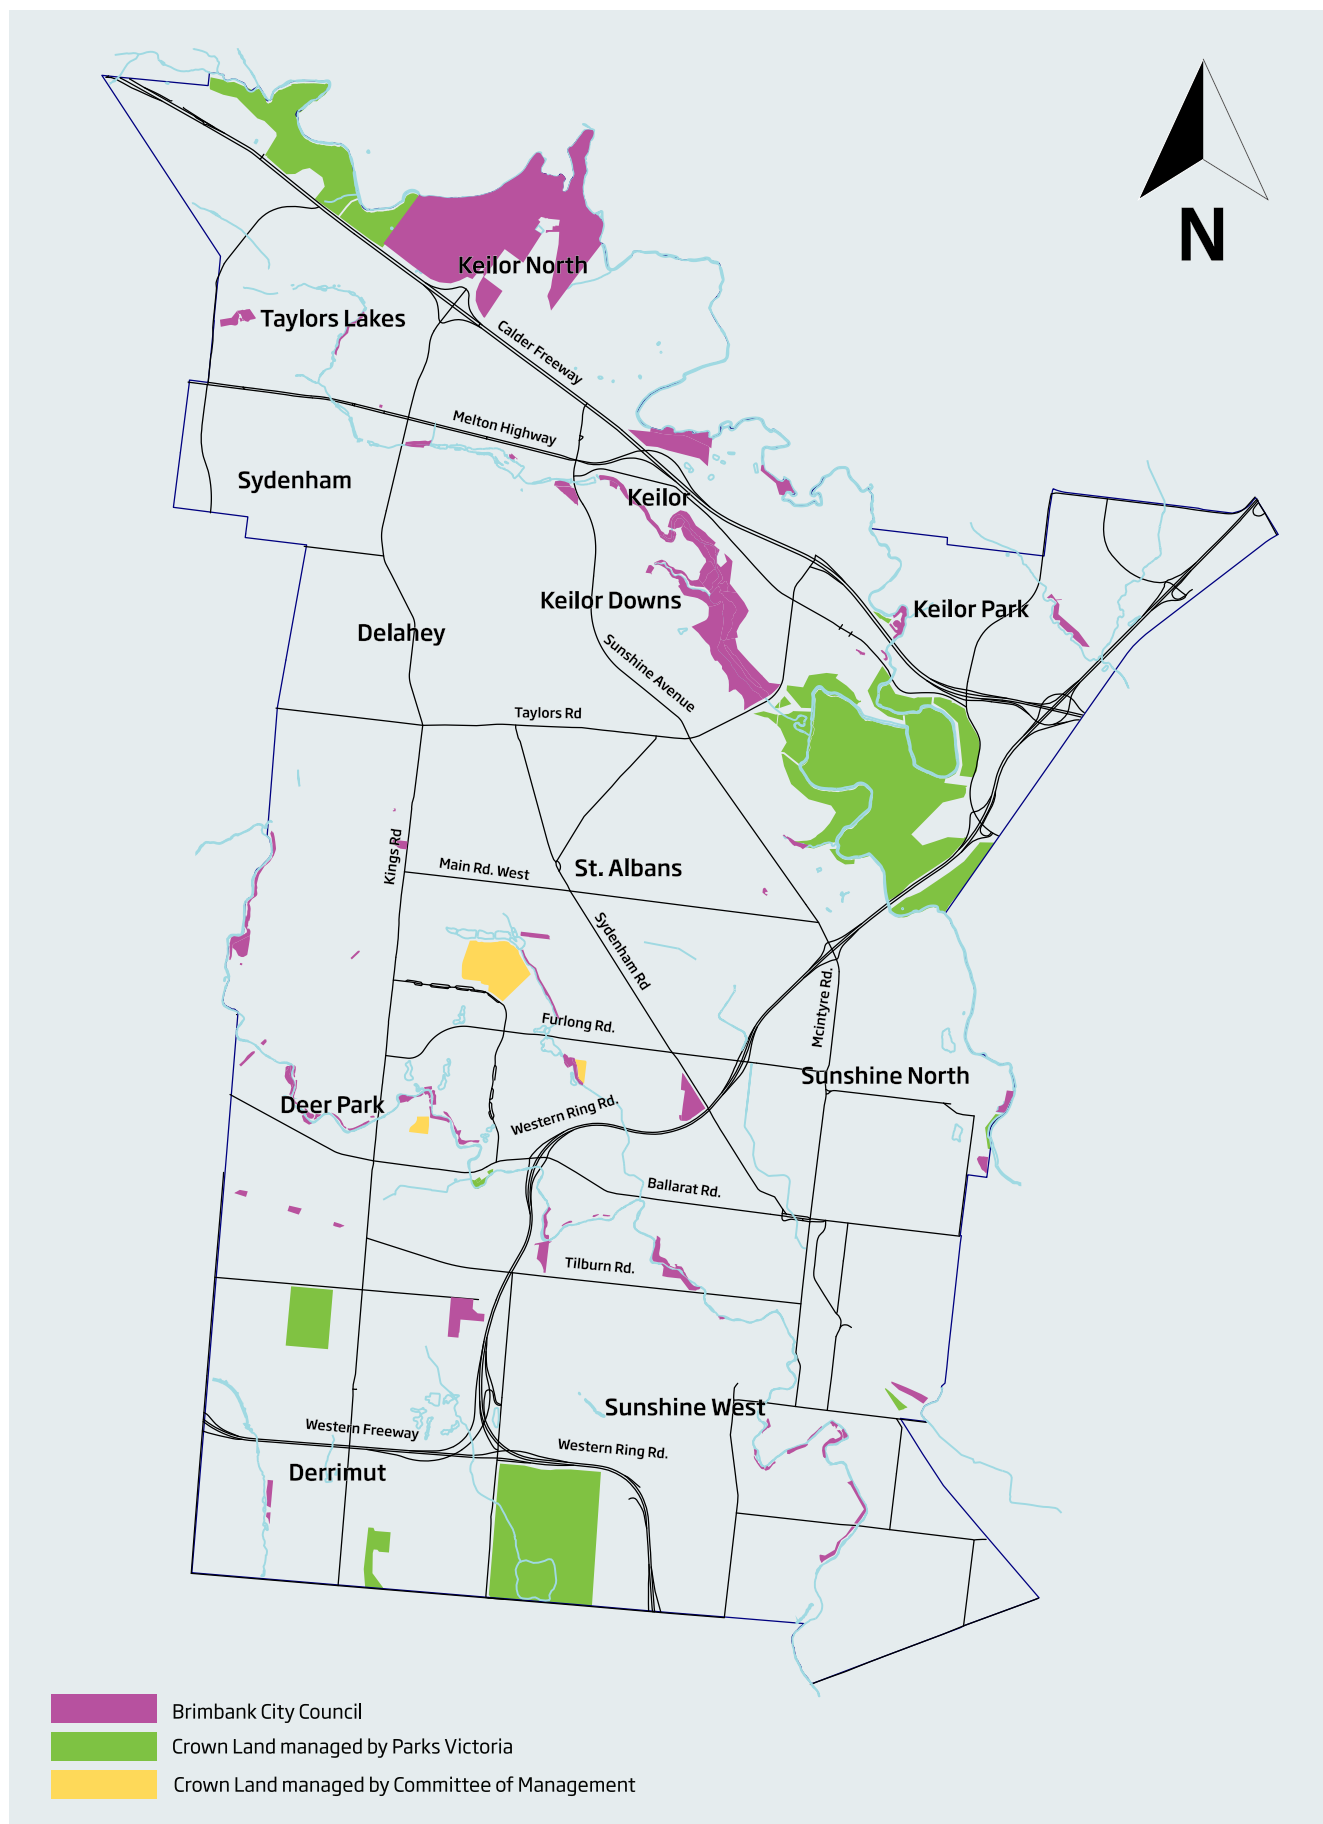 N
Keilor North
Taylors Lakes
Calder Freeway
Melton Highway
Sydenham
Keilor
Keilor Downs
Keilor Park
Delahey
Sunshine Avenue
Taylors Rd
Kings Rd
Main Rd. West
St. Albans
Sydenham Rd
Mcintyre Rd.
Furlong Rd.
Sunshine North
Deer Park
Western Ring Rd.
Ballarat Rd.
Tilburn Rd.
Sunshine West
Western Freeway
Western Ring Rd.
Derrimut
Brimbank City Council
Crown Land managed by Parks Victoria
Crown Land managed by Committee of Management